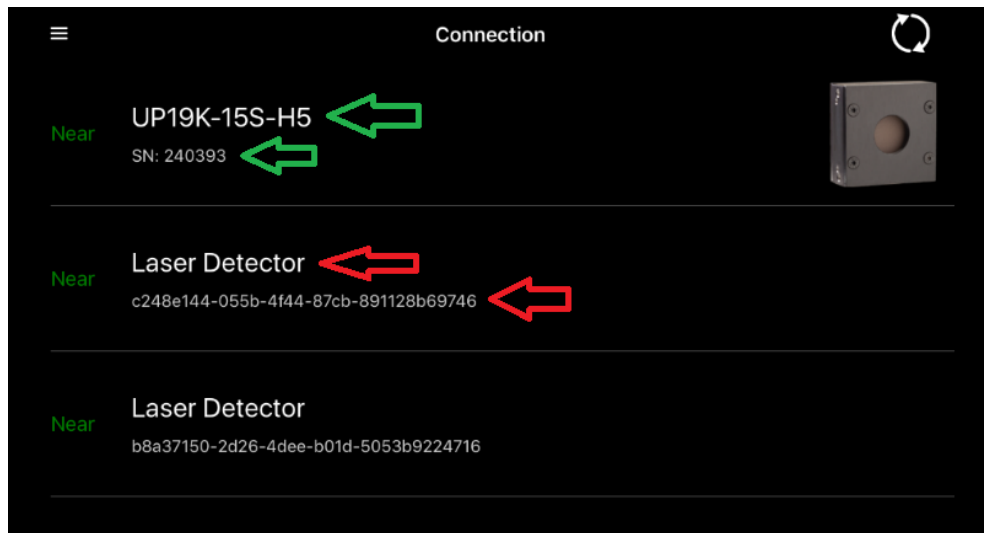 Connection
Near
UP19K-15S-H5
SN: 240393
Near
Laser Detector
c248e144-055b-4f44-87cb-891128b69746
Near
Laser Detector
b8a37150-2d26-4dee-b01d-5053b9224716